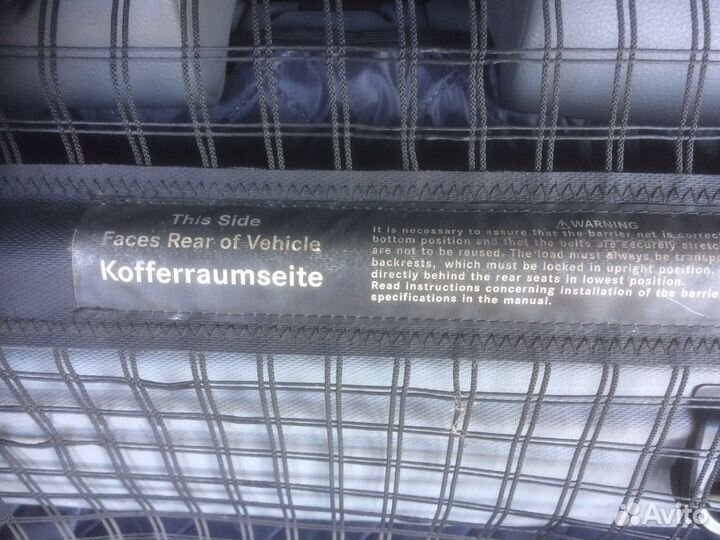 This Side
Faces Rear of Vehicle
Kofferraumseite
⚠ WARNING
It is necessary to assure that the barrier net is correc
bottom position and that the belts are securely stretc
are not to be reused. The load must always be transp
backrests, which must be locked in upright position.
directly behind the rear seats in lowest position.
Read instructions concerning installation of the barrie
specifications in the manual.
Avito